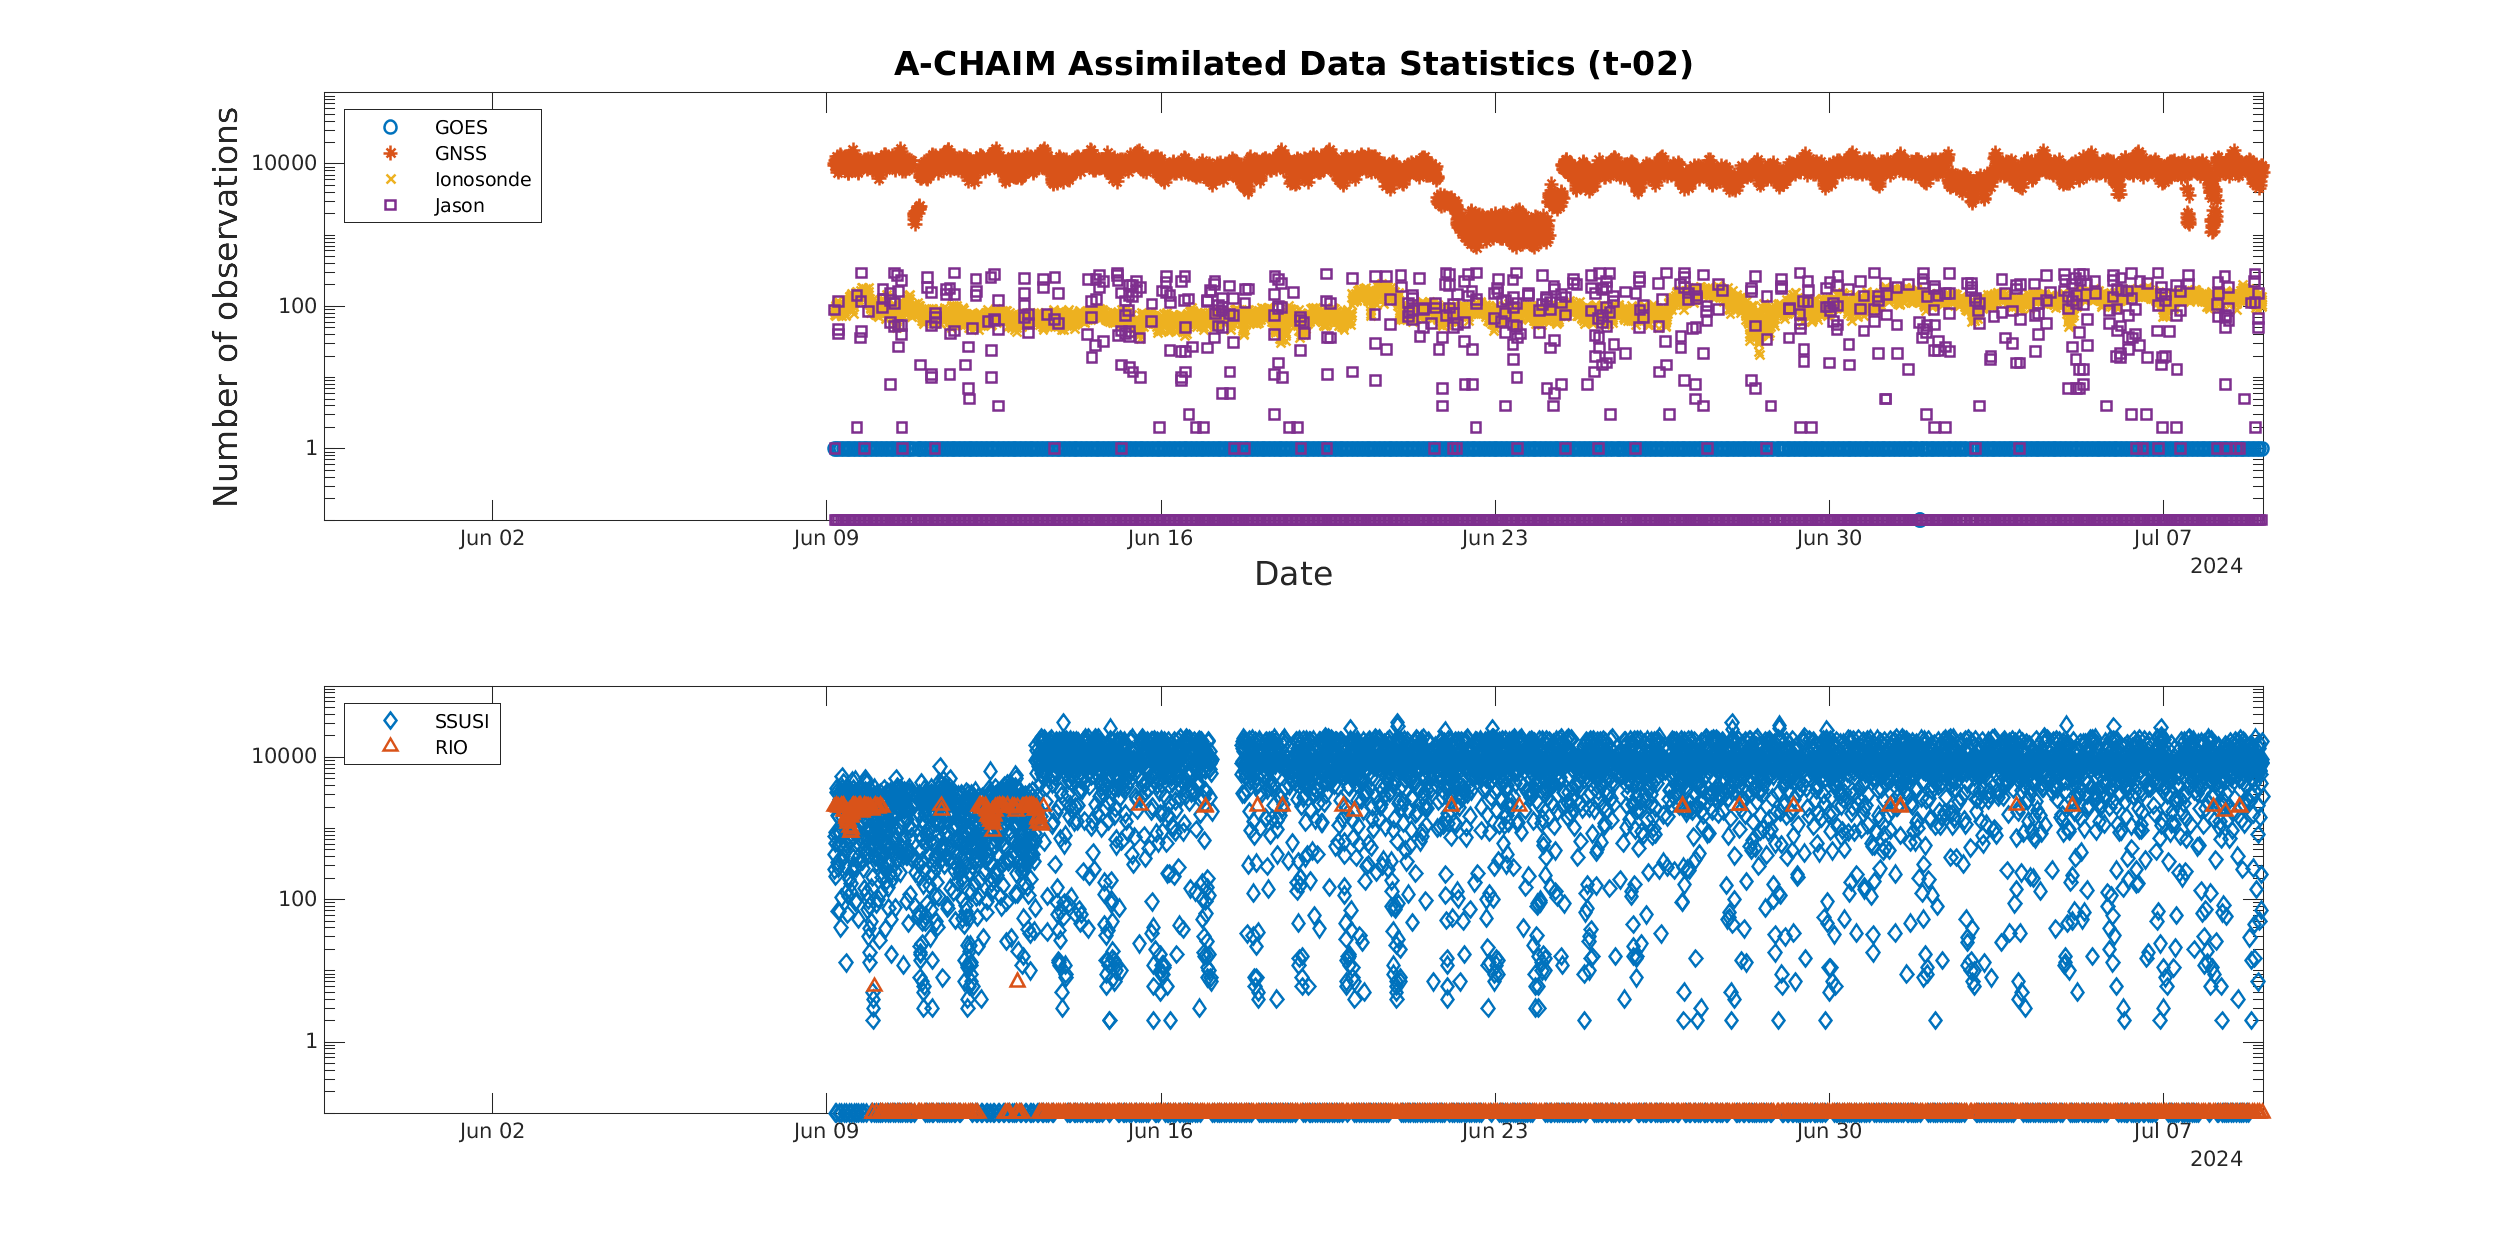 A-CHAIM Assimilated Data Statistics (t-02)
Number of observations
10000
100
1
GOES
GNSS
Ionosonde
Jason
Jun 02
Jun 09
Jun 16
Jun 23
Jun 30
Jul 07
2024
Date
10000
100
1
SSUSI
RIO
Jun 02
Jun 09
Jun 16
Jun 23
Jun 30
Jul 07
2024